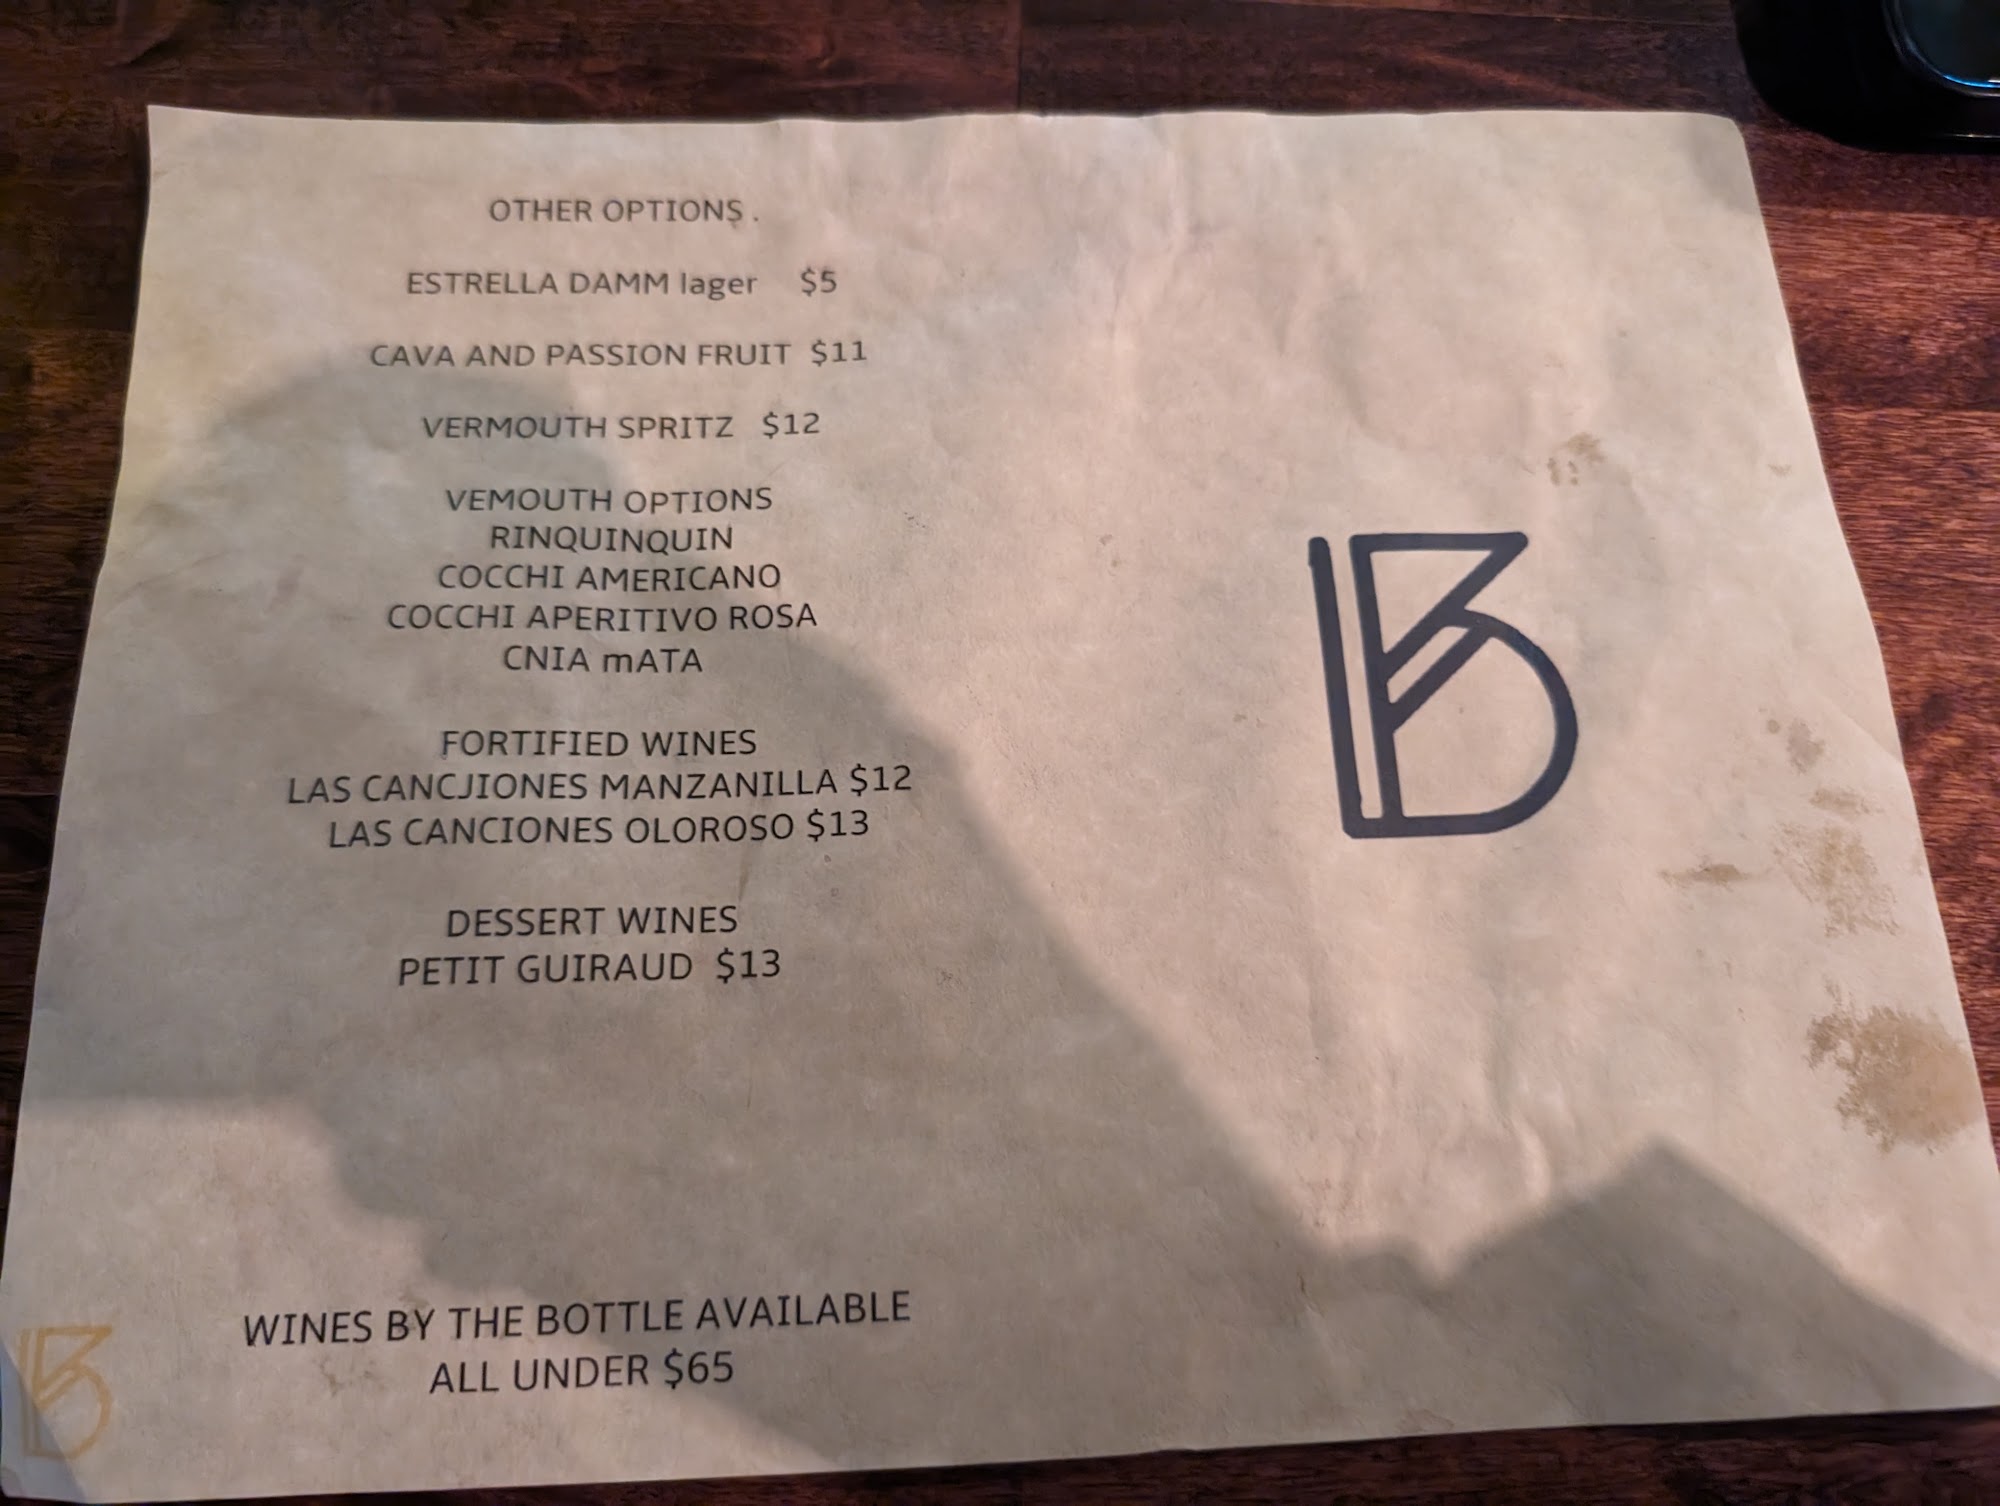 OTHER OPTIONS .
ESTRELLA DAMM lager $5
CAVA AND PASSION FRUIT $11
VERMOUTH SPRITZ $12
VEMOUTH OPTIONS
RINQUINQUIN
COCCHI AMERICANO
COCCHI APERITIVO ROSA
CNIA mATA
FORTIFIED WINES
LAS CANCJIONES MANZANILLA $12
LAS CANCIONES OLOROSO $13
DESSERT WINES
PETIT GUIRAUD $13
WINES BY THE BOTTLE AVAILABLE
ALL UNDER $65
B
B